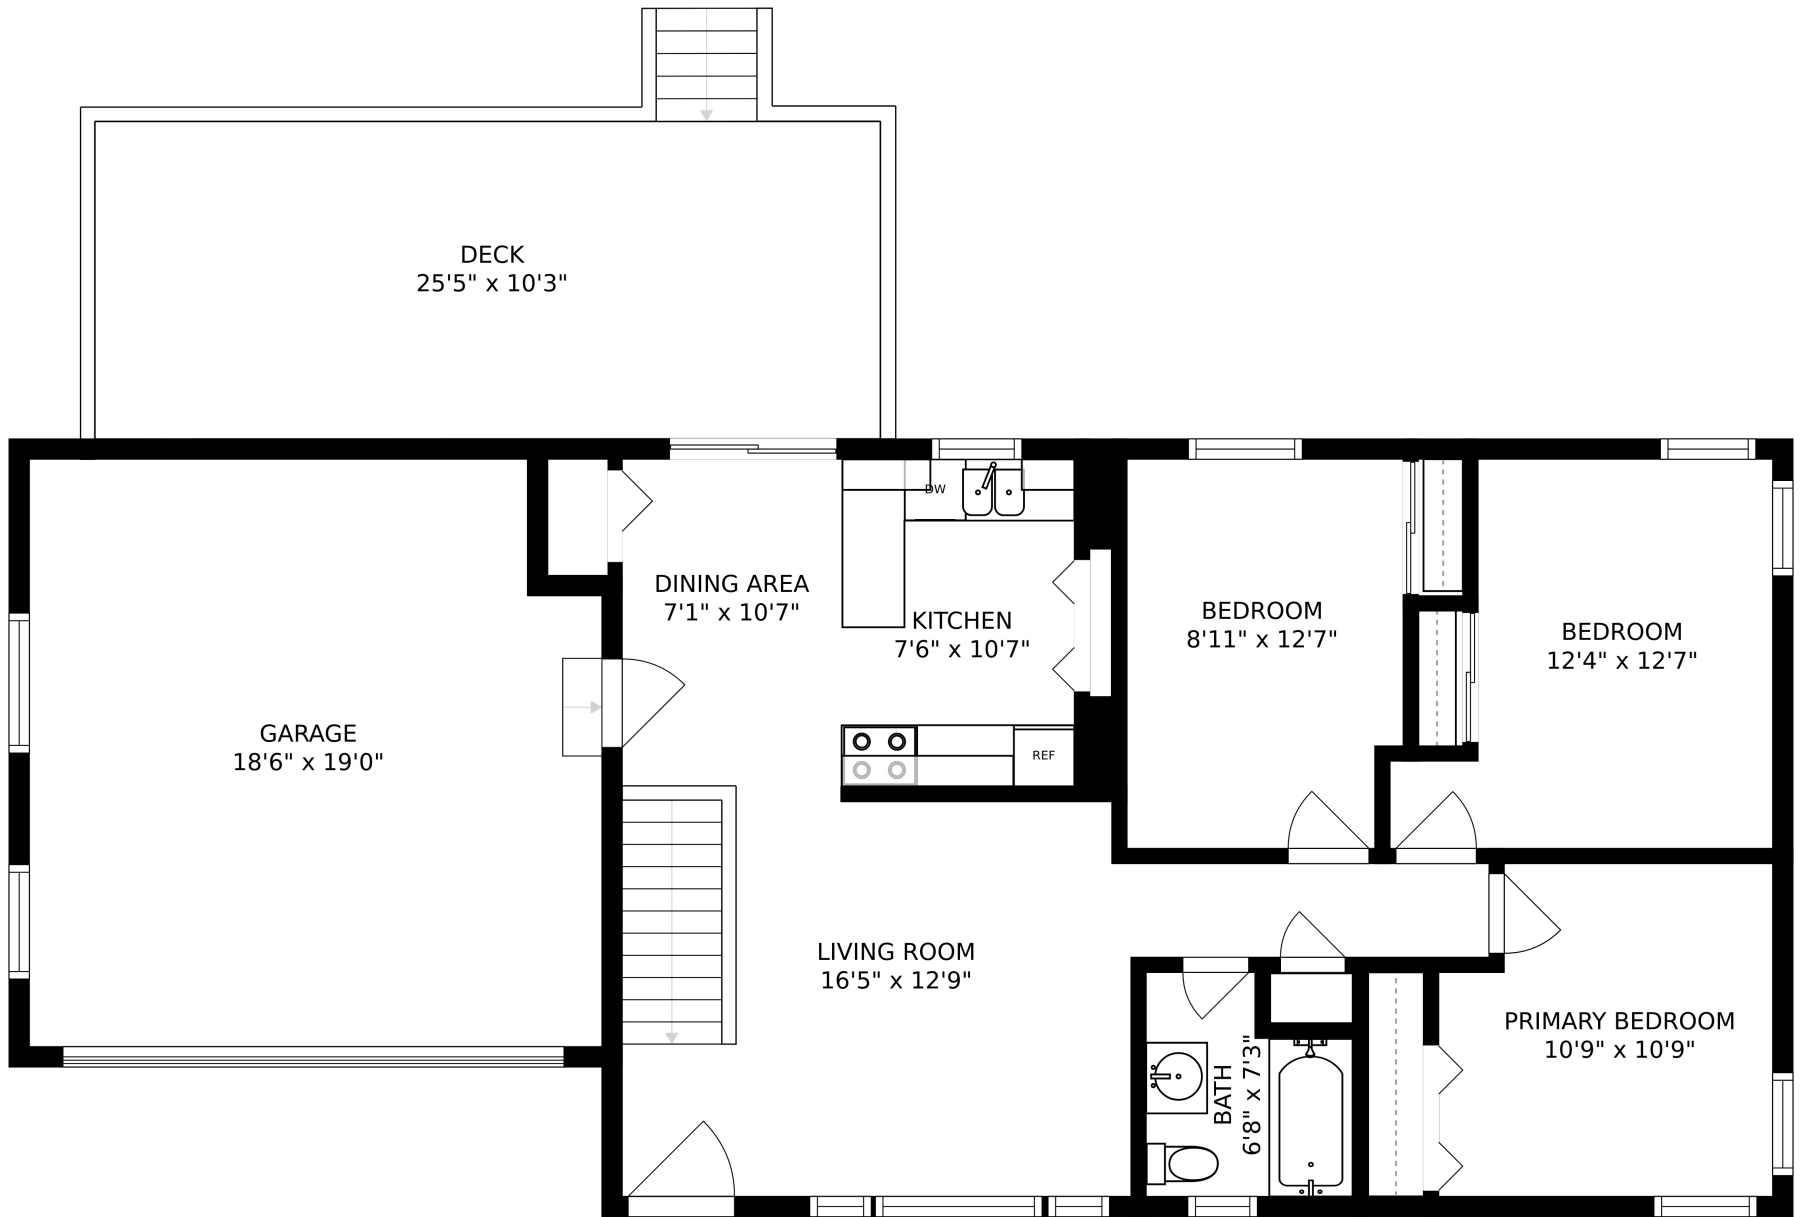 DECK
25'5" x 10'3"
DW
DINING AREA
7'1" x 10'7"
KITCHEN
7'6" x 10'7"
BEDROOM
8'11" x 12'7"
BEDROOM
12'4" x 12'7"
GARAGE
18'6" x 19'0"
REF
LIVING ROOM
16'5" x 12'9"
BATH
6'8" x 7'3"
PRIMARY BEDROOM
10'9" x 10'9"